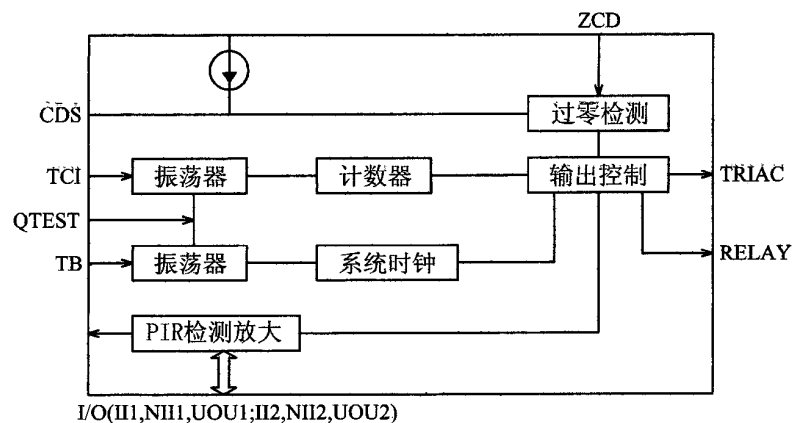 ZCD
CDS
过零检测
TCI
振荡器
计数器
输出控制
TRIAC
QTEST
TB
振荡器
系统时钟
RELAY
PIR检测放大
I/O(II1,NII1,UOU1;II2,NII2,UOU2)